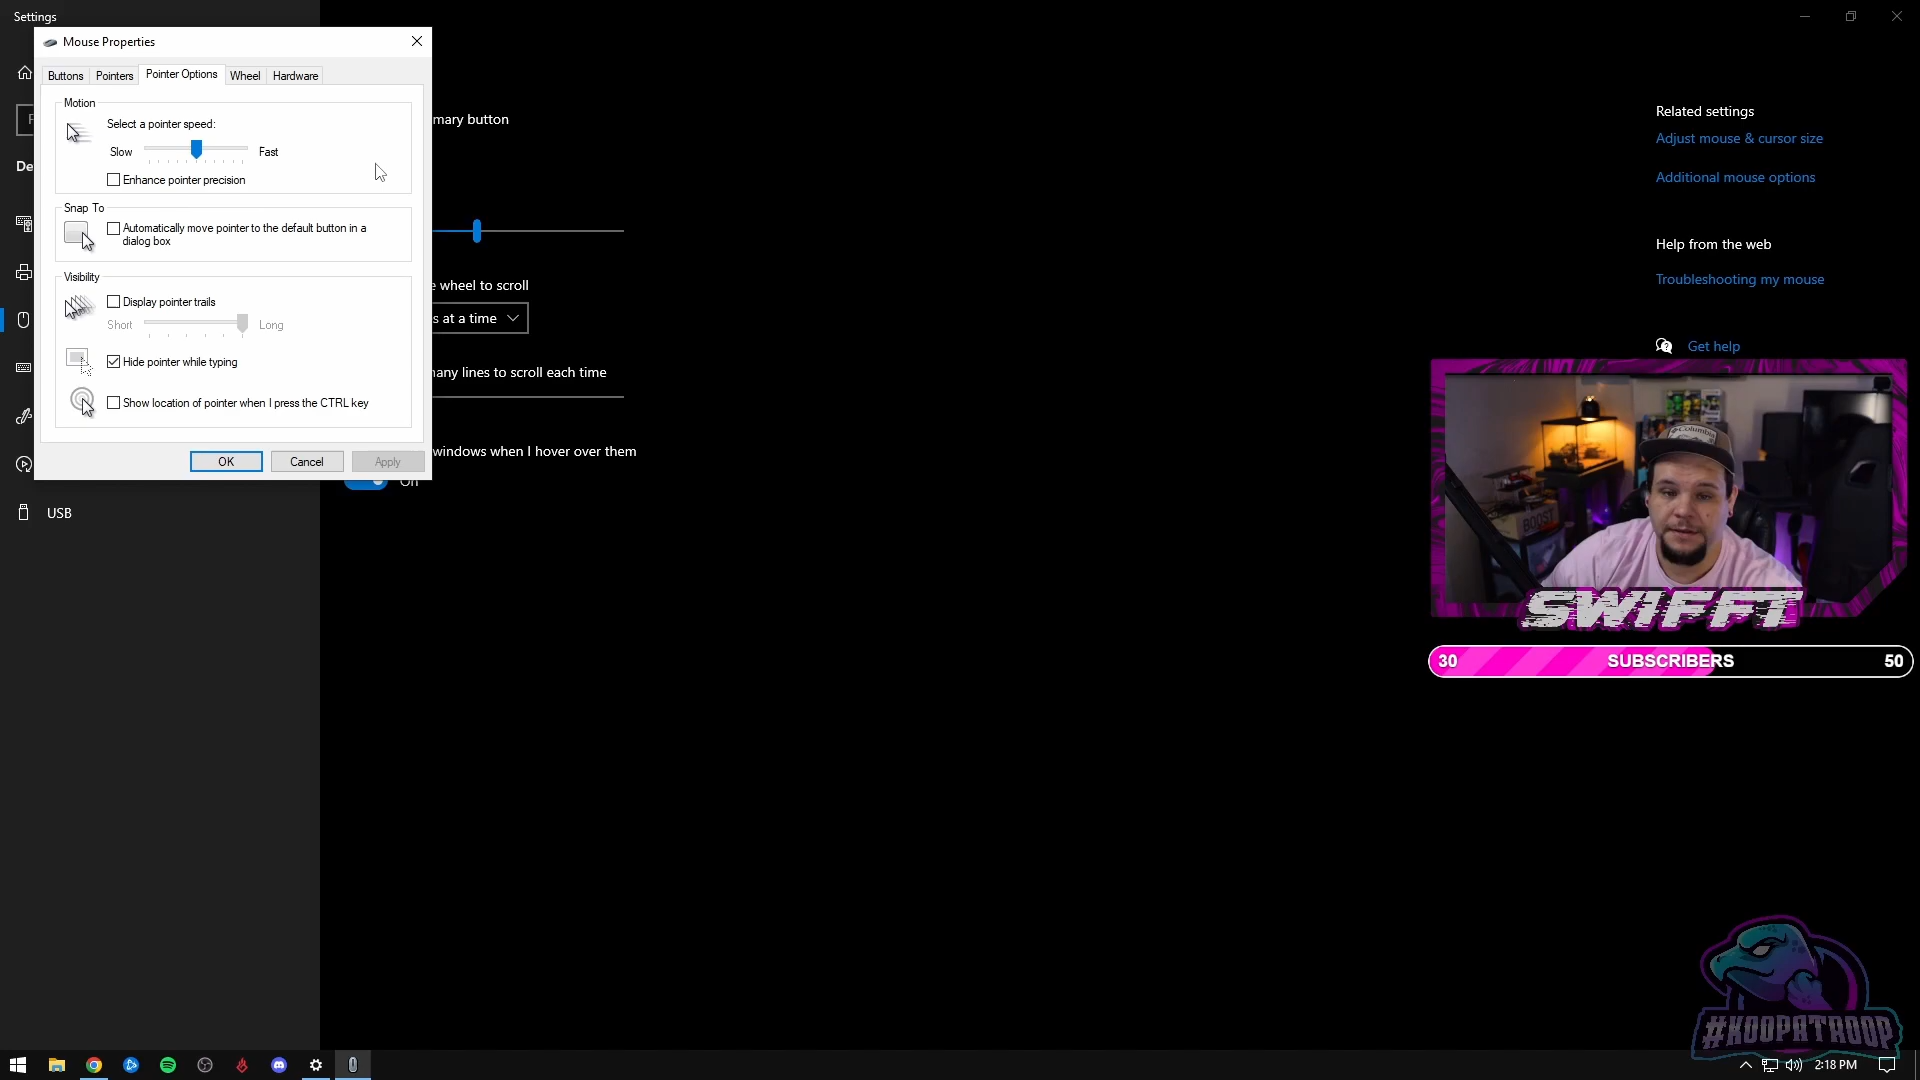 Settings
Mouse Properties
Buttons
Pointers
Pointer Options
Wheel
Hardware
Motion
Select a pointer speed:
Slow
Fast
Enhance pointer precision
Snap To
Automatically move pointer to the default button in a
dialog box
Visibility
Display pointer trails
Short
Long
Hide pointer while typing
Show location of pointer when I press the CTRL key
OK
Cancel
Apply
De
mary button
e wheel to scroll
s at a time
many lines to scroll each time
windows when I hover over them
On
USB
Related settings
Adjust mouse & cursor size
Additional mouse options
Help from the web
Troubleshooting my mouse
Get help
Columbia
BOOST
SWIFFT
30
SUBSCRIBERS
50
#KOOPATROOP
2:18 PM